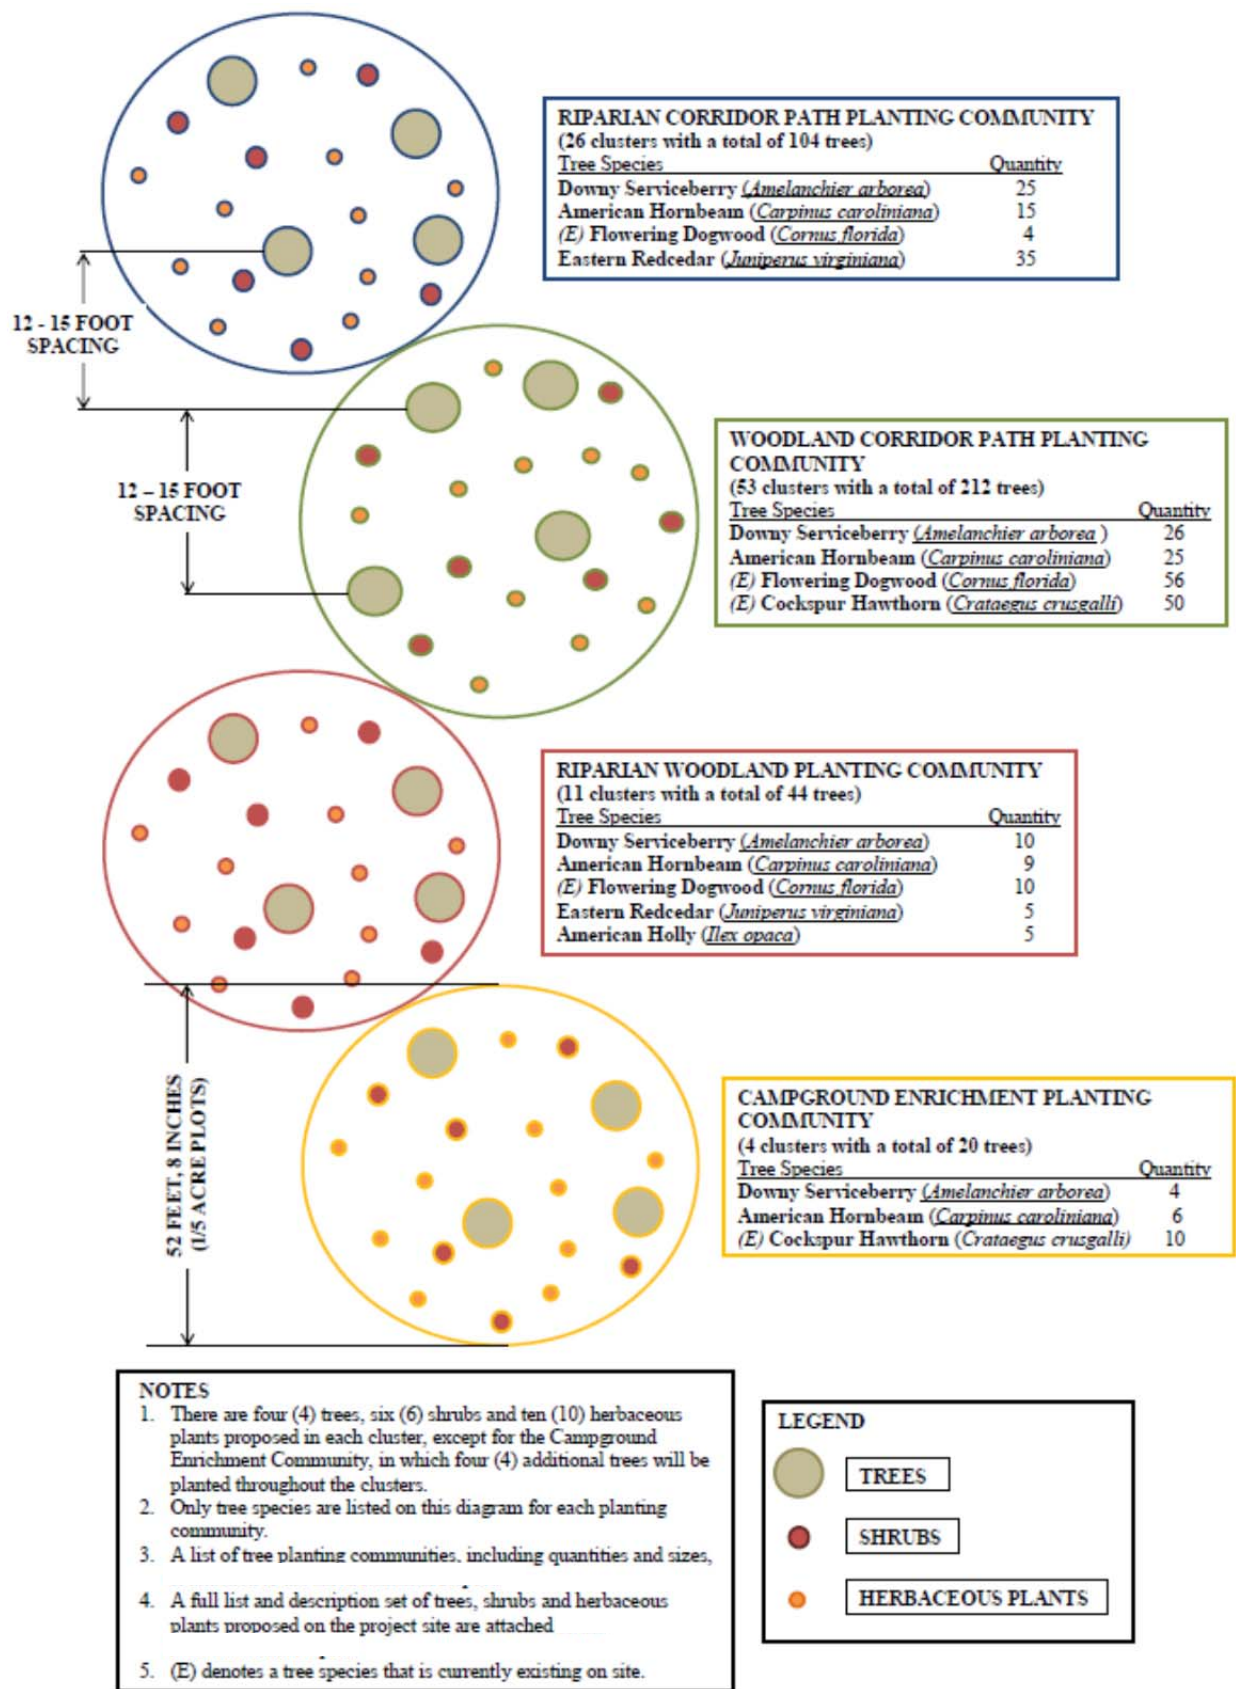 RIPARIAN CORRIDOR PATH PLANTING COMMUNITY
(26 clusters with a total of 104 trees)
Tree Species Quantity
Downy Serviceberry (Amelanchier arborea) 25
American Hornbeam (Carpinus caroliniana) 15
(E) Flowering Dogwood (Cornus florida) 4
Eastern Redcedar (Juniperus virginiana) 35
12 - 15 FOOT
SPACING
WOODLAND CORRIDOR PATH PLANTING
COMMUNITY
(53 clusters with a total of 212 trees)
Tree Species Quantity
Downy Serviceberry (Amelanchier arborea ) 26
American Hornbeam (Carpinus caroliniana) 25
(E) Flowering Dogwood (Cornus florida) 56
(E) Cockspur Hawthorn (Crataegus crusgalli) 50
12 – 15 FOOT
SPACING
RIPARIAN WOODLAND PLANTING COMMUNITY
(11 clusters with a total of 44 trees)
Tree Species Quantity
Downy Serviceberry (Amelanchier arborea) 10
American Hornbeam (Carpinus caroliniana) 9
(E) Flowering Dogwood (Cornus florida) 10
Eastern Redcedar (Juniperus virginiana) 5
American Holly (Ilex opaca) 5
52 FEET, 8 INCHES
(1/5 ACRE PLOTS)
CAMPGROUND ENRICHMENT PLANTING
COMMUNITY
(4 clusters with a total of 20 trees)
Tree Species Quantity
Downy Serviceberry (Amelanchier arborea) 4
American Hornbeam (Carpinus caroliniana) 6
(E) Cockspur Hawthorn (Crataegus crusgalli) 10
NOTES
1. There are four (4) trees, six (6) shrubs and ten (10) herbaceous
plants proposed in each cluster, except for the Campground
Enrichment Community, in which four (4) additional trees will be
planted throughout the clusters.
2. Only tree species are listed on this diagram for each planting
community.
3. A list of tree planting communities, including quantities and sizes,
4. A full list and description set of trees, shrubs and herbaceous
plants proposed on the project site are attached
5. (E) denotes a tree species that is currently existing on site.
LEGEND
TREES
SHRUBS
HERBACEOUS PLANTS